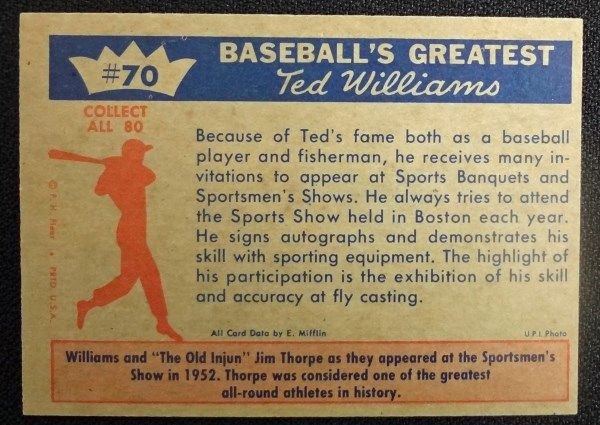 #70
BASEBALL'S GREATEST
Ted Williams
COLLECT
ALL 80
Because of Ted's fame both as a baseball
player and fisherman, he receives many in-
vitations to appear at Sports Banquets and
Sportsmen's Shows. He always tries to attend
the Sports Show held in Boston each year.
He signs autographs and demonstrates his
skill with sporting equipment. The highlight of
his participation is the exhibition of his skill
and accuracy at fly casting.
© F. H. Fleer • PRTD U.S.A.
All Card Data by E. Mifflin
U.P.I. Photo
Williams and "The Old Injun" Jim Thorpe as they appeared at the Sportsmen's
Show in 1952. Thorpe was considered one of the greatest
all-round athletes in history.